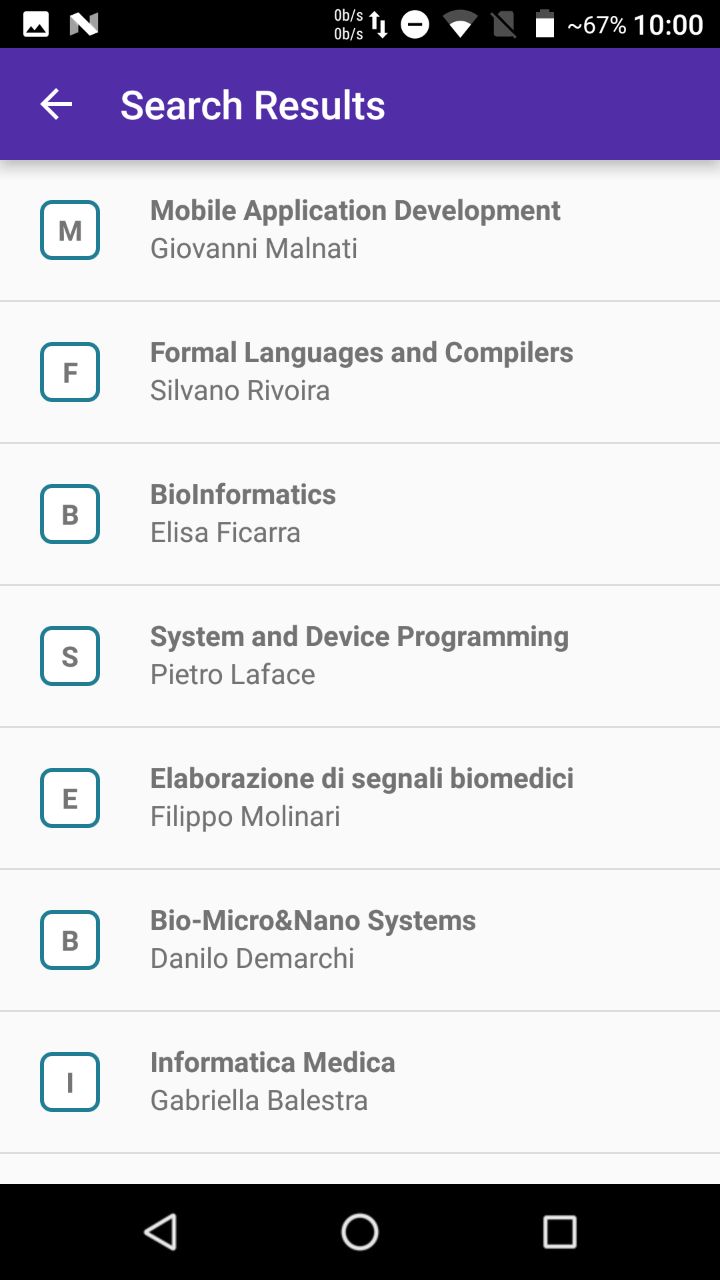 0b/s
0b/s
~67% 10:00
Search Results
M
Mobile Application Development
Giovanni Malnati
F
Formal Languages and Compilers
Silvano Rivoira
B
BioInformatics
Elisa Ficarra
S
System and Device Programming
Pietro Laface
E
Elaborazione di segnali biomedici
Filippo Molinari
B
Bio-Micro&Nano Systems
Danilo Demarchi
I
Informatica Medica
Gabriella Balestra